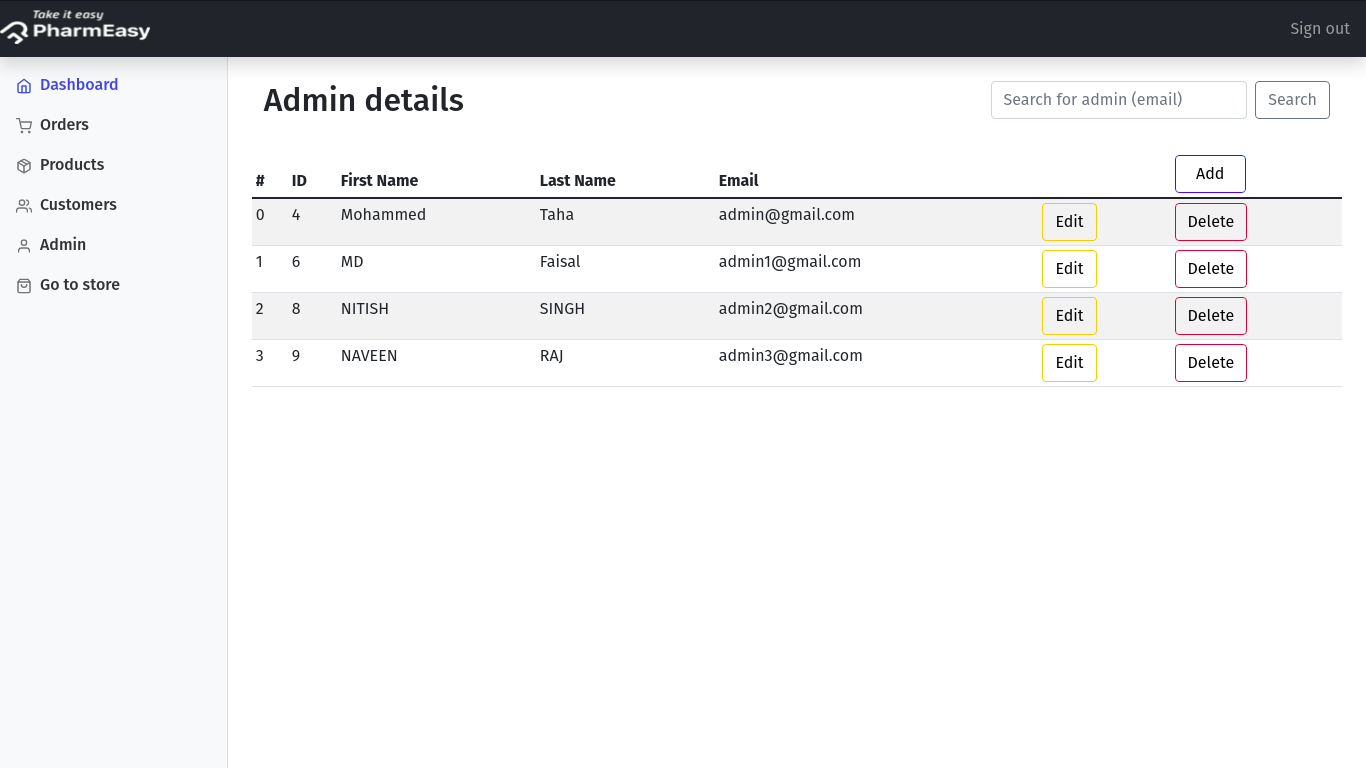 Take it easy
PharmEasy
Sign out
Dashboard
Orders
Products
Customers
Admin
Go to store
Admin details
Search for admin (email)
Search
# ID First Name Last Name Email Add
0 4 Mohammed Taha admin@gmail.com Edit Delete
1 6 MD Faisal admin1@gmail.com Edit Delete
2 8 NITISH SINGH admin2@gmail.com Edit Delete
3 9 NAVEEN RAJ admin3@gmail.com Edit Delete